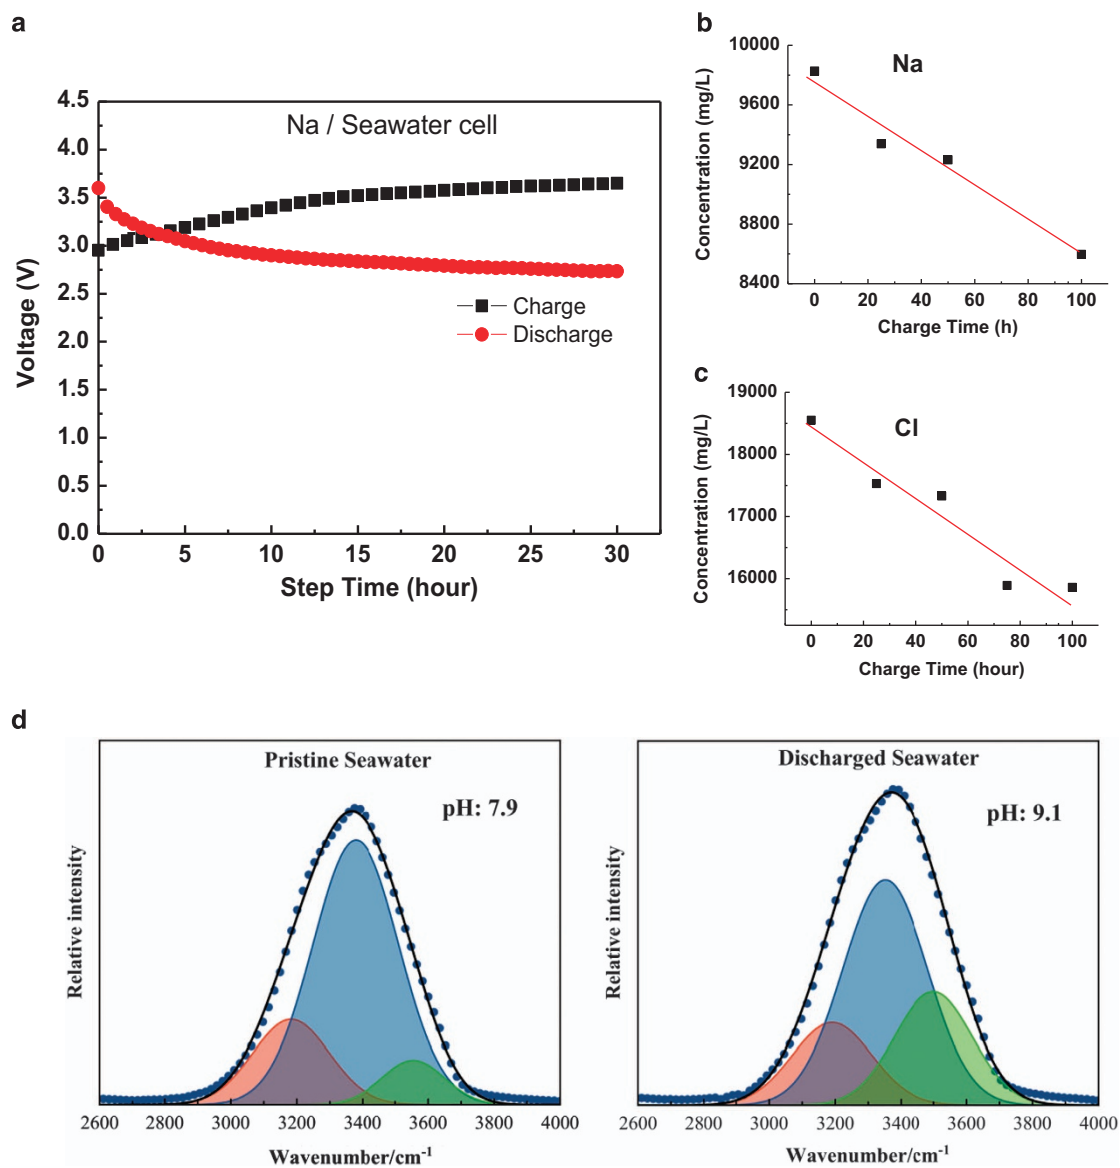 a
Na / Seawater cell
4.5
4.0
3.5
3.0
2.5
2.0
1.5
1.0
0.5
0.0
Voltage (V)
Charge
Discharge
0 5 10 15 20 25 30
Step Time (hour)
b
Na
10000
9600
9200
8800
8400
Concentration (mg/L)
0 20 40 60 80 100
Charge Time (h)
c
Cl
19000
18000
17000
16000
Concentration (mg/L)
0 20 40 60 80 100
Charge Time (hour)
d
Pristine Seawater
pH: 7.9
Relative intensity
2600 3000 3200 3400 3600 4000
Wavenumber/cm⁻¹
Discharged Seawater
pH: 9.1
Relative intensity
2600 3000 3200 3400 3600 4000
Wavenumber/cm⁻¹